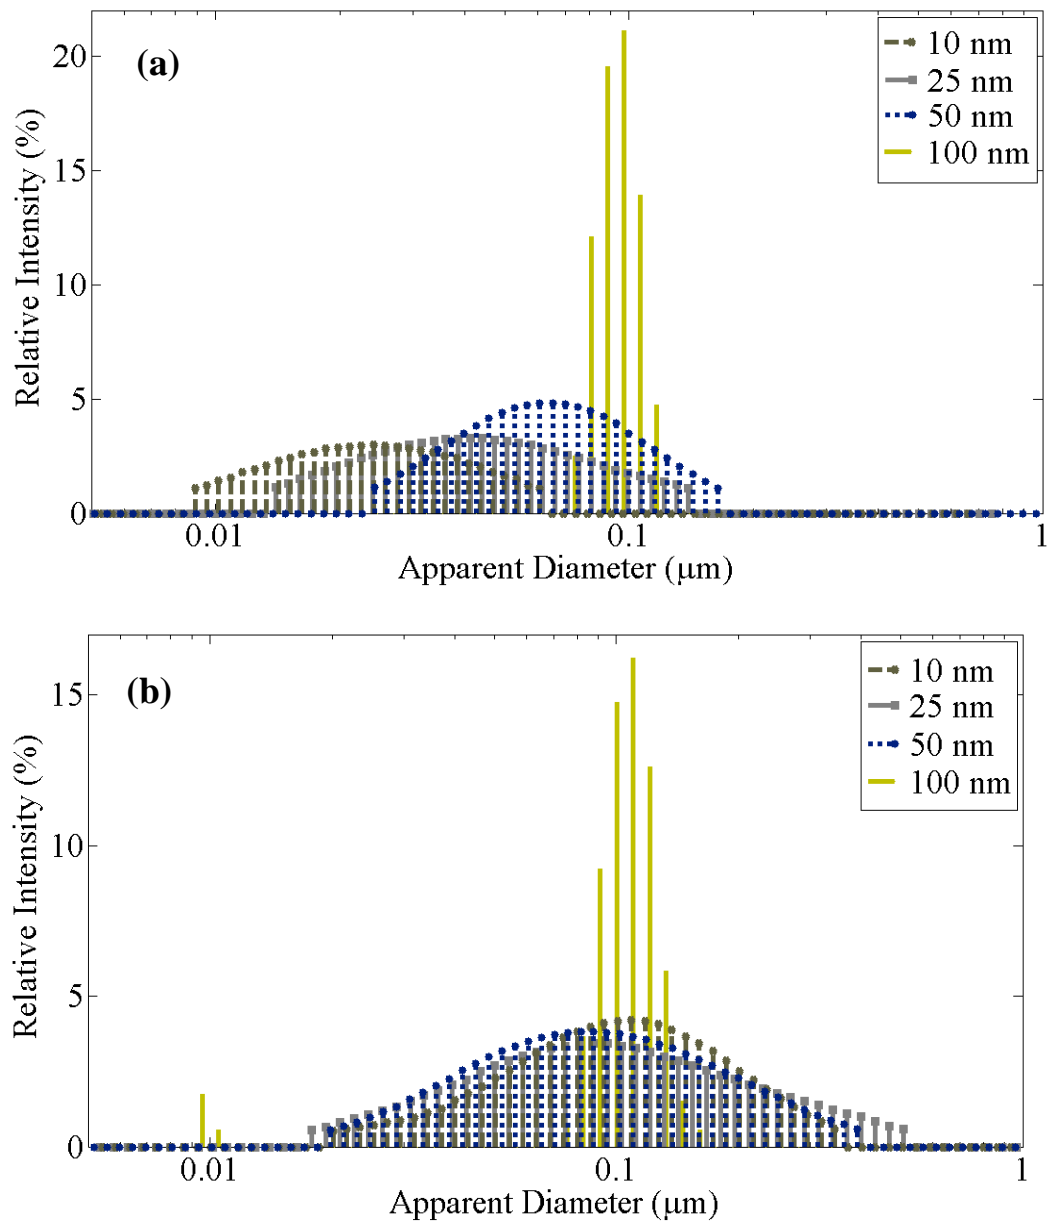 (a)
Relative Intensity (%)
20
15
10
5
0
10 nm
25 nm
50 nm
100 nm
0.01
0.1
1
Apparent Diameter (μm)
(b)
Relative Intensity (%)
15
10
5
0
10 nm
25 nm
50 nm
100 nm
0.01
0.1
1
Apparent Diameter (μm)